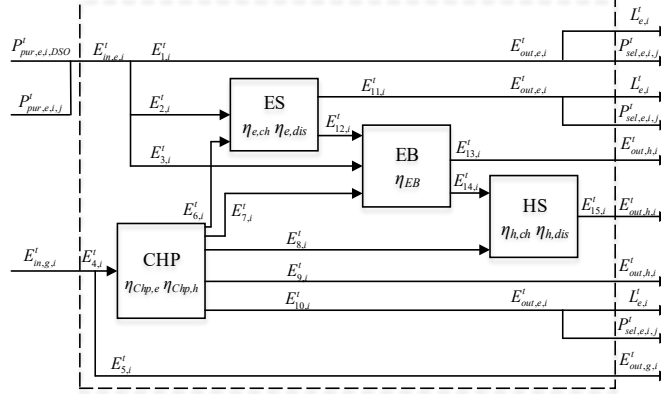 L^t_{e,i}
P^t_{pur,e,i,DSO} E^t_{in,e,i} E^t_{1,i} E^t_{out,e,i} P^t_{sel,e,i,j}
E^t_{11,i} E^t_{out,e,i} L^t_{e,i}
P^t_{pur,e,i,j} E^t_{2,i} ES E^t_{12,i} P^t_{sel,e,i,j}
η_{e,ch} η_{e,dis}
E^t_{3,i} EB E^t_{13,i} E^t_{out,h,i}
η_{EB} E^t_{14,i}
E^t_{6,i} E^t_{7,i} HS E^t_{15,i} E^t_{out,h,i}
η_{h,ch} η_{h,dis}
E^t_{in,g,i} E^t_{4,i} CHP E^t_{8,i}
η_{Chp,e} η_{Chp,h} E^t_{9,i} E^t_{out,h,i}
E^t_{10,i} E^t_{out,e,i} L^t_{e,i}
P^t_{sel,e,i,j}
E^t_{5,i} E^t_{out,g,i}